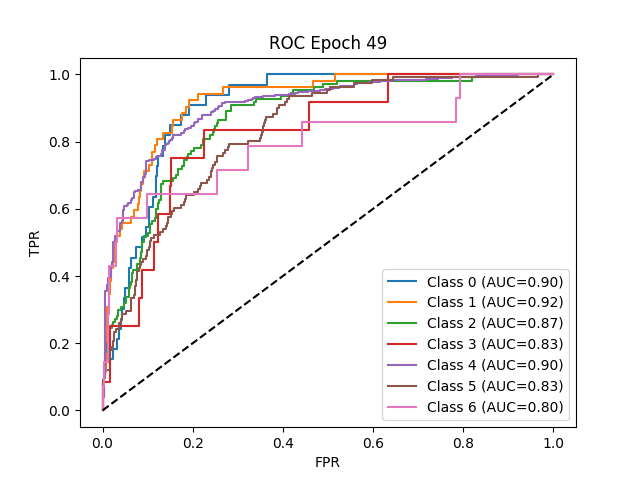 ROC Epoch 49
TPR
1.0
0.8
0.6
0.4
0.2
0.0
0.0 0.2 0.4 0.6 0.8 1.0
FPR
Class 0 (AUC=0.90)
Class 1 (AUC=0.92)
Class 2 (AUC=0.87)
Class 3 (AUC=0.83)
Class 4 (AUC=0.90)
Class 5 (AUC=0.83)
Class 6 (AUC=0.80)